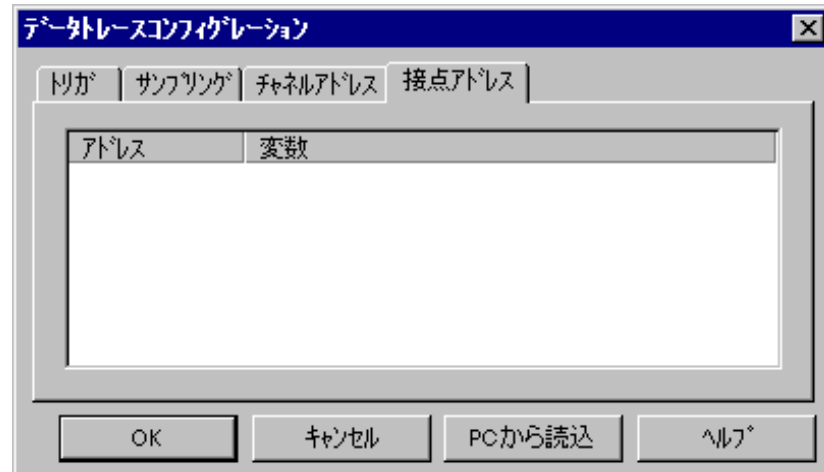 ﾃﾞｰﾀﾄﾚｰｽｺﾝﾌｨｸﾞﾚｰｼｮﾝ
ﾄﾘｶﾞ ｻﾝﾌﾟﾘﾝｸﾞ ﾁｬﾈﾙｱﾄﾞﾚｽ 接点ｱﾄﾞﾚｽ
ｱﾄﾞﾚｽ 変数
OK ｷｬﾝｾﾙ PCから読込 ﾍﾙﾌﾟ